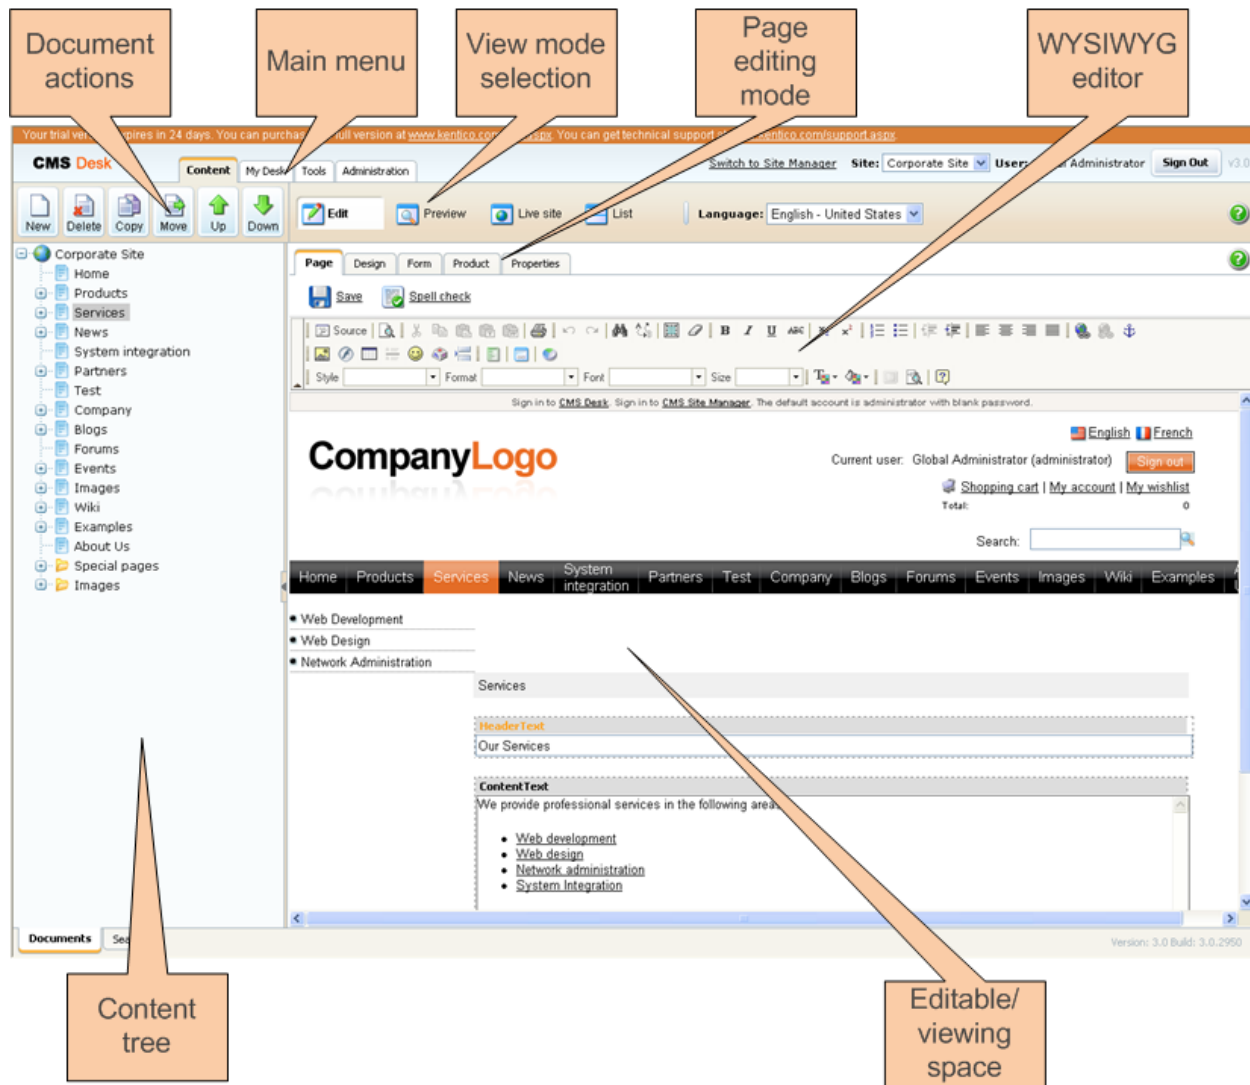 Document
actions
Main menu
View mode
selection
Page
editing
mode
WYSIWYG
editor
Your trial ver expires in 24 days. You can purchas full version at www.kentico.co .aspx. You can get technical support a entico.com/support.aspx.
CMS Desk
Content
My Desk
Tools
Administration
Switch to Site Manager
Site: Corporate Site
User: l Administrator
Sign Out
v3.0
New
Delete
Copy
Move
Up
Down
Edit
Preview
Live site
List
Language: English - United States
Corporate Site
Home
Products
Services
News
System integration
Partners
Test
Company
Blogs
Forums
Events
Images
Wiki
Examples
About Us
Special pages
Images
Page
Design
Form
Product
Properties
Save
Spell check
Source
B I U ABC
Style
Format
Font
Size
Sign in to CMS Desk. Sign in to CMS Site Manager. The default account is administrator with blank password.
CompanyLogo
English French
Current user: Global Administrator (administrator) Sign out
Shopping cart | My account | My wishlist
Total: 0
Search:
Home Products Services News System integration Partners Test Company Blogs Forums Events Images Wiki Examples
Web Development
Web Design
Network Administration
Services
HeaderText
Our Services
ContentText
We provide professional services in the following area
Web development
Web design
Network administration
System Integration
Documents
Sea
Version: 3.0 Build: 3.0.2950
Content
tree
Editable/
viewing
space